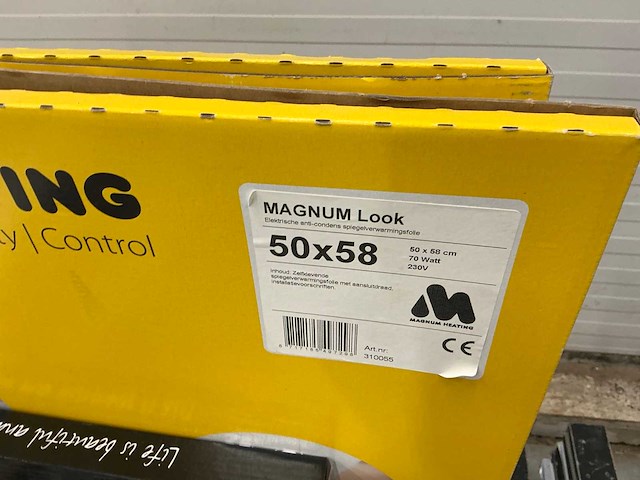 ING
y | Control
MAGNUM Look
Elektrische anti-condens spiegelverwarmingsfolie
50x58
50 x 58 cm
70 Watt
230V
Inhoud: Zelfklevende
spiegelverwarmingsfolie met aansluitdraad,
installatievoorschriften.
MAGNUM HEATING
CE
Art.nr:
310055
Life is beautiful and